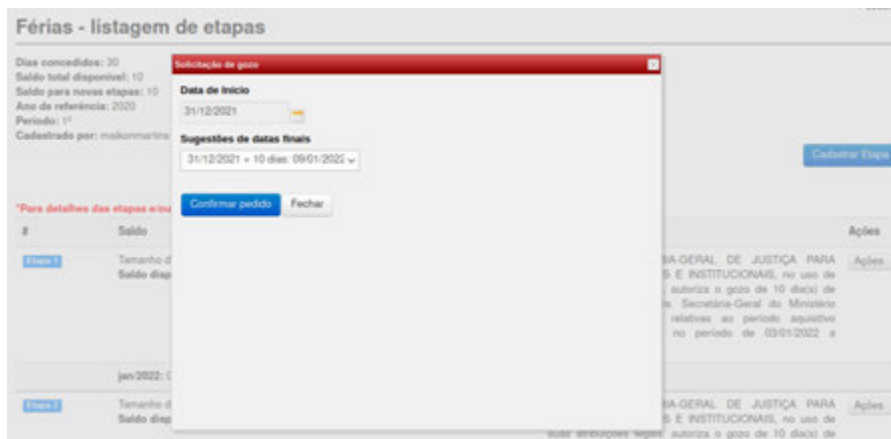 Férias - listagem de etapas
Dias concedidos: 30
Saldo total disponível: 10
Saldo para novas etapas: 10
Ano de referência: 2020
Período: 1º
Cadastrado por: maikonmartins
Solicitação de gozo
Data de Início
31/12/2021
Sugestões de datas finais
31/12/2021 + 10 dias: 09/01/2022
Confirmar pedido Fechar
Cadastrar Etapa
*Para detalhes das etapas e/ou
# Saldo Ações
Etapa 1 Tamanho d -GERAL DE JUSTIÇA PARA Ações
Saldo disp S E INSTITUCIONAIS, no uso de
, autoriza o gozo de 10 dia(s) de
Secretária-Geral do Ministério
relativas ao período aquisitivo
no período de 03/01/2022 a
jan/2022:
Etapa 2 Tamanho d -GERAL DE JUSTIÇA PARA Ações
Saldo disp S E INSTITUCIONAIS, no uso de
suas atribuições legais, autoriza o gozo de 10 dia(s) de